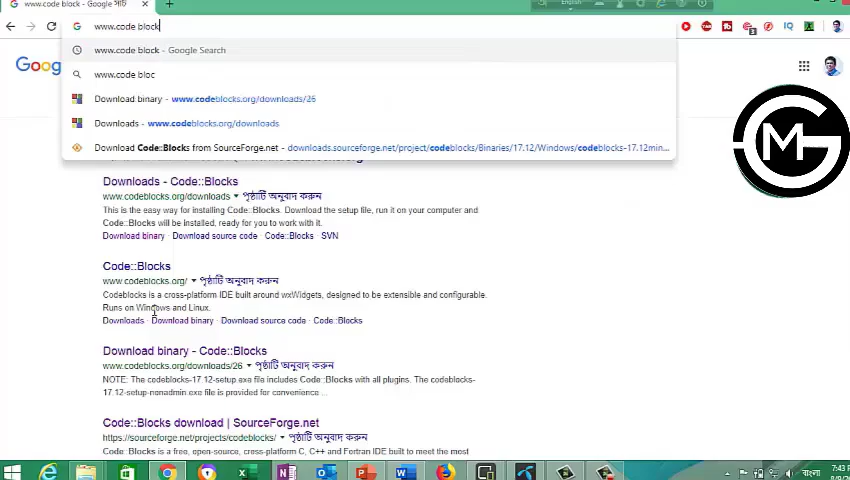 www.code block - Google সার্চ
English
www.code block
www.code block - Google Search
www.code bloc
Download binary - www.codeblocks.org/downloads/26
Downloads - www.codeblocks.org/downloads
Download Code::Blocks from SourceForge.net - downloads.sourceforge.net/project/codeblocks/Binaries/17.12/Windows/codeblocks-17.12min...
Goog
GM
Downloads - Code::Blocks
www.codeblocks.org/downloads ▾ পৃষ্ঠাটি অনুবাদ করুন
This is the easy way for installing Code::Blocks. Download the setup file, run it on your computer and
Code::Blocks will be installed, ready for you to work with it.
Download binary · Download source code · Code::Blocks · SVN
Code::Blocks
www.codeblocks.org/ ▾ পৃষ্ঠাটি অনুবাদ করুন
Codeblocks is a cross-platform IDE built around wxWidgets, designed to be extensible and configurable.
Runs on Windows and Linux.
Downloads · Download binary · Download source code · Code::Blocks
Download binary - Code::Blocks
www.codeblocks.org/downloads/26 ▾ পৃষ্ঠাটি অনুবাদ করুন
NOTE: The codeblocks-17.12-setup exe file includes Code::Blocks with all plugins. The codeblocks-
17.12-setup-nonadmin exe file is provided for convenience ...
Code::Blocks download | SourceForge.net
https://sourceforge.net/projects/codeblocks/ ▾ পৃষ্ঠাটি অনুবাদ করুন
Code::Blocks is a free, open-source, cross-platform C, C++ and Fortran IDE built to meet the most
বাংলা
7:43